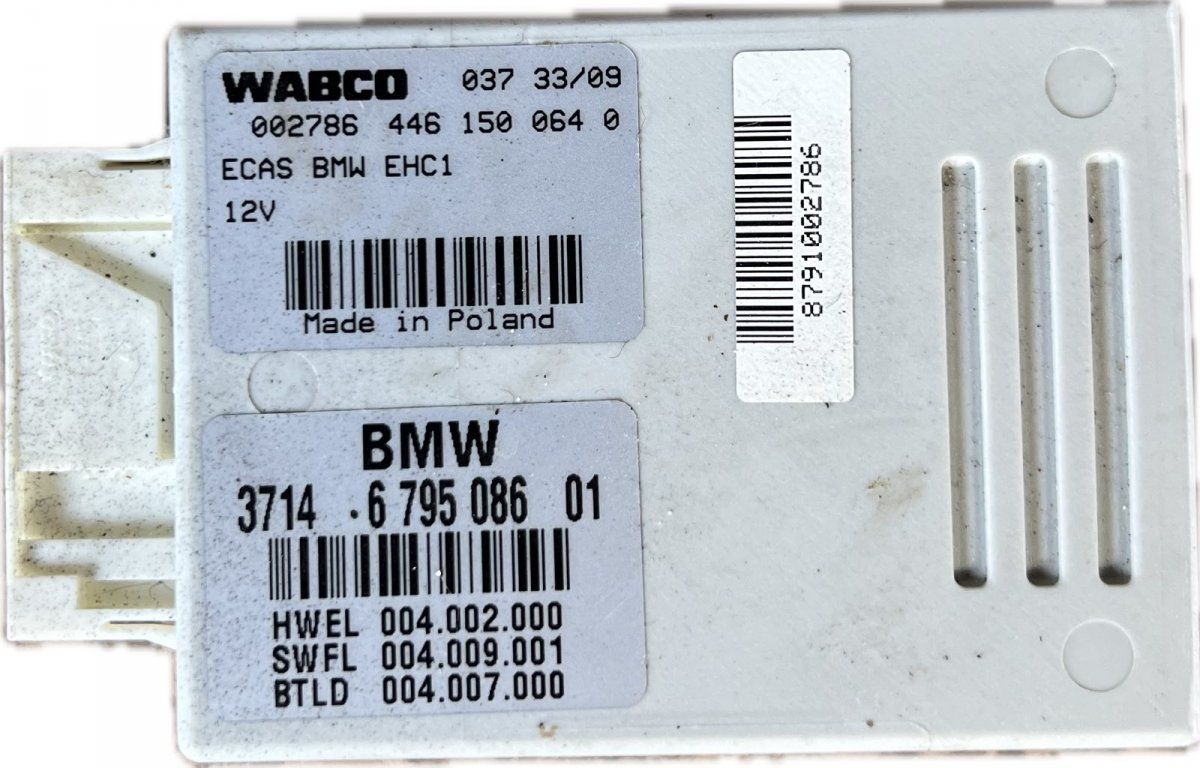 WABCO 037 33/09
002786 446 150 064 0
ECAS BMW EHC1
12V
Made in Poland
8791002786
BMW
3714 .6 795 086 01
HWEL 004.002.000
SWFL 004.009.001
BTLD 004.007.000